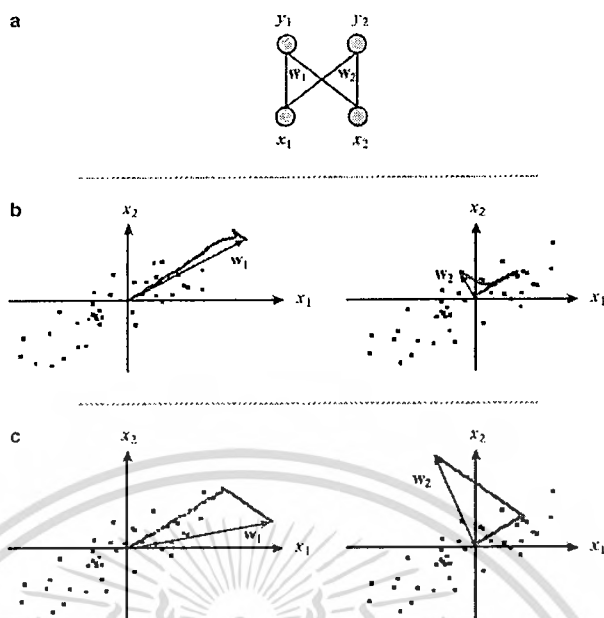 a
y₁ y₂
w₁ w₂
x₁ x₂
b
x₂ x₂
w₁ w₂
x₁ x₁
c
x₂ x₂
w₁ w₂
x₁ x₁